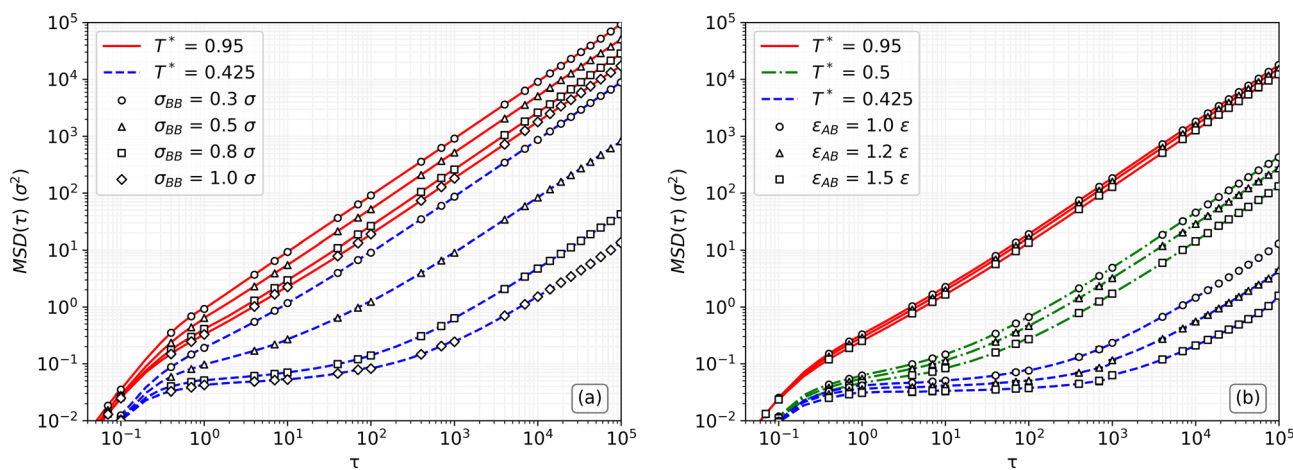 10^5
10^4
10^3
10^2
10^1
10^0
10^-1
10^-2
MSD(τ) (σ^2)
T^* = 0.95
T^* = 0.425
σ_BB = 0.3 σ
σ_BB = 0.5 σ
σ_BB = 0.8 σ
σ_BB = 1.0 σ
(a)
10^-1 10^0 10^1 10^2 10^3 10^4 10^5
τ
10^5
10^4
10^3
10^2
10^1
10^0
10^-1
10^-2
MSD(τ) (σ^2)
T^* = 0.95
T^* = 0.5
T^* = 0.425
ε_AB = 1.0 ε
ε_AB = 1.2 ε
ε_AB = 1.5 ε
(b)
10^-1 10^0 10^1 10^2 10^3 10^4 10^5
τ